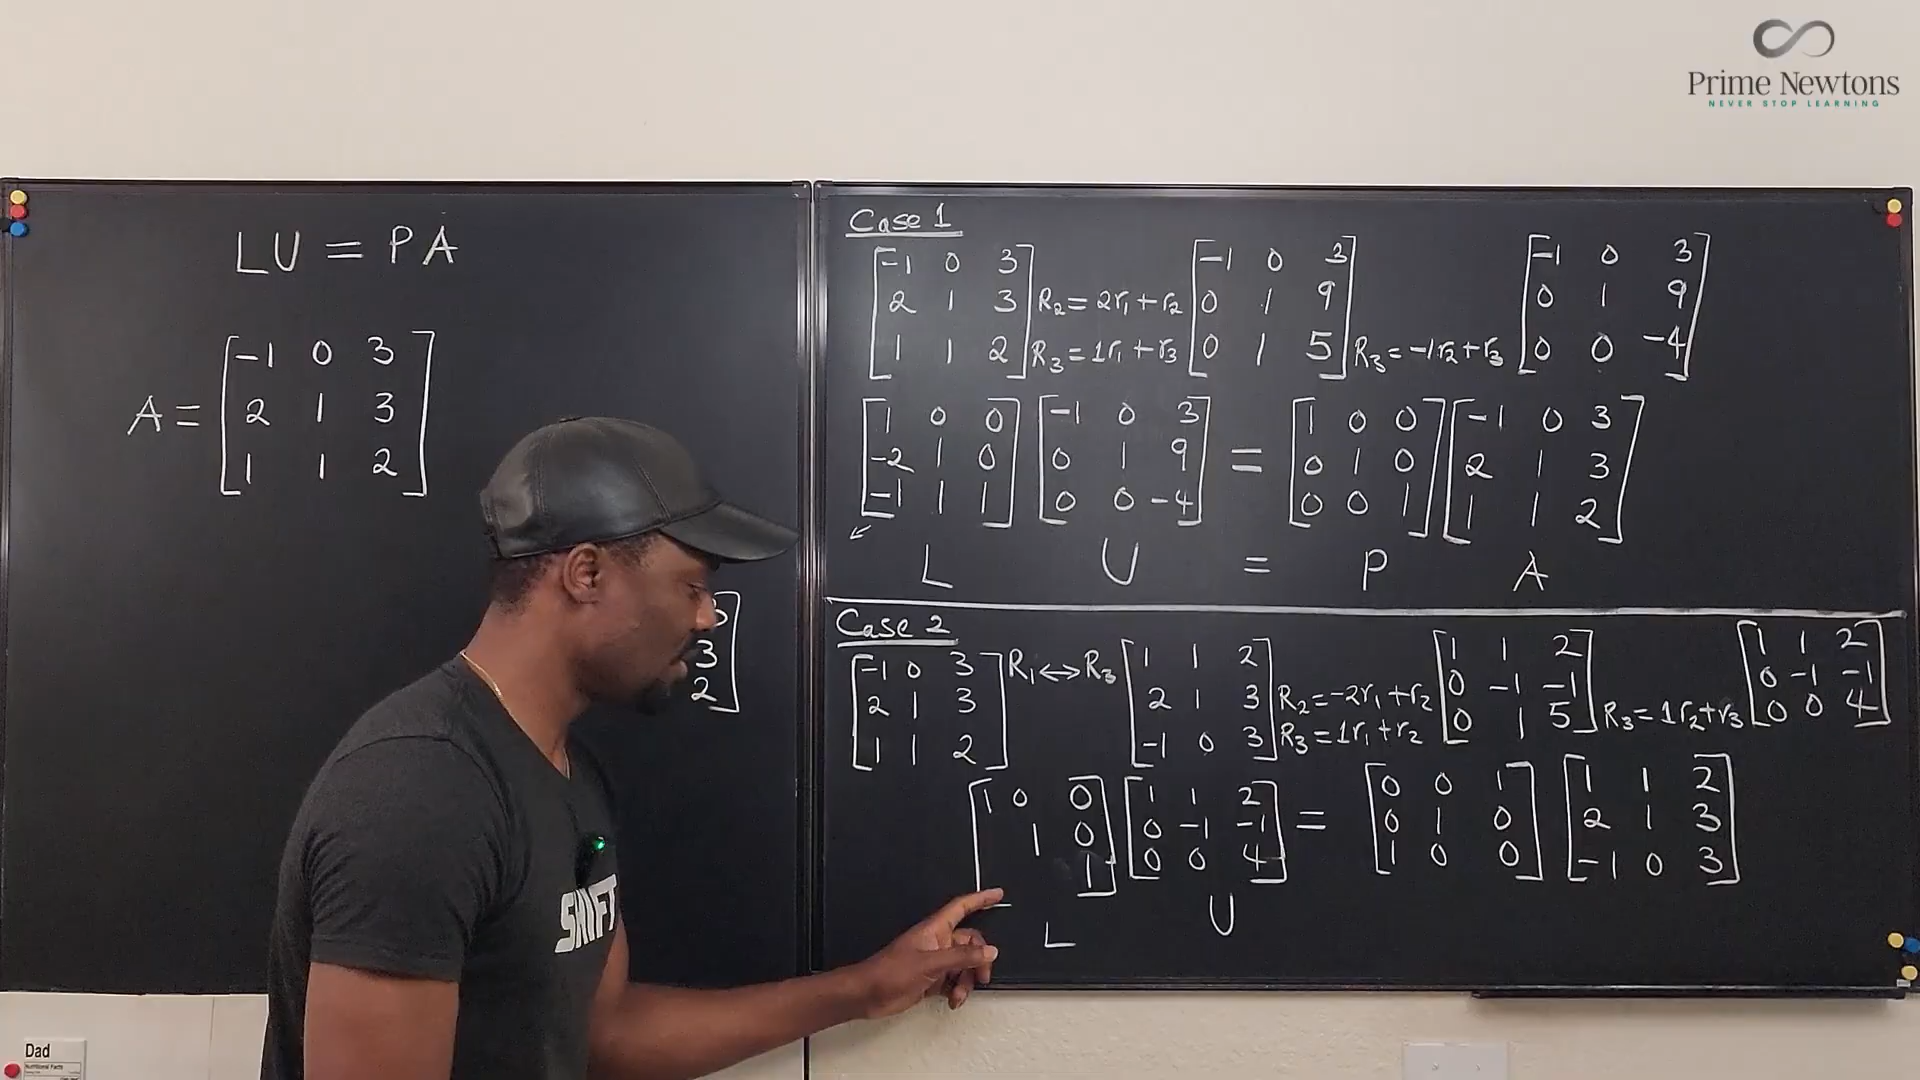 Prime Newtons
NEVER STOP LEARNING
LU = PA
A = [-1 0 3
2 1 3
1 1 2]
3
3
2
Case 1
[-1 0 3 [-1 0 3 [-1 0 3
2 1 3 R2 = 2r1 + r2 0 1 9 0 1 9
1 1 2] R3 = 1r1 + r3 0 1 5] R3 = -1r2 + r3 0 0 -4]
[1 0 0 [-1 0 3 [1 0 0 [-1 0 3
-2 1 0 0 1 9 = 0 1 0 2 1 3
-1 1 1] 0 0 -4] 0 0 1] 1 1 2]
L U = P A
Case 2
[-1 0 3 R1 ↔ R3 [1 1 2 [1 1 2 [1 1 2
2 1 3 2 1 3 R2 = -2r1 + r2 0 -1 -1 0 -1 -1
1 1 2] -1 0 3] R3 = 1r1 + r2 0 1 5] R3 = 1r2 + r3 0 0 4]
[1 0 0 [1 1 2 [0 0 1 [1 1 2
1 0 0 -1 -1 = 0 1 0 2 1 3
1] 0 0 4] 1 0 0] -1 0 3]
L U
SHIFT
Dad